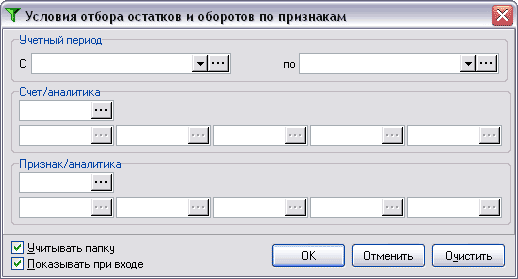 Условия отбора остатков и оборотов по признакам
Учетный период
С ... по ...
Счет/аналитика
...
... ... ... ... ...
Признак/аналитика
...
... ... ... ... ...
Учитывать папку
Показывать при входе
OK Отменить Очистить